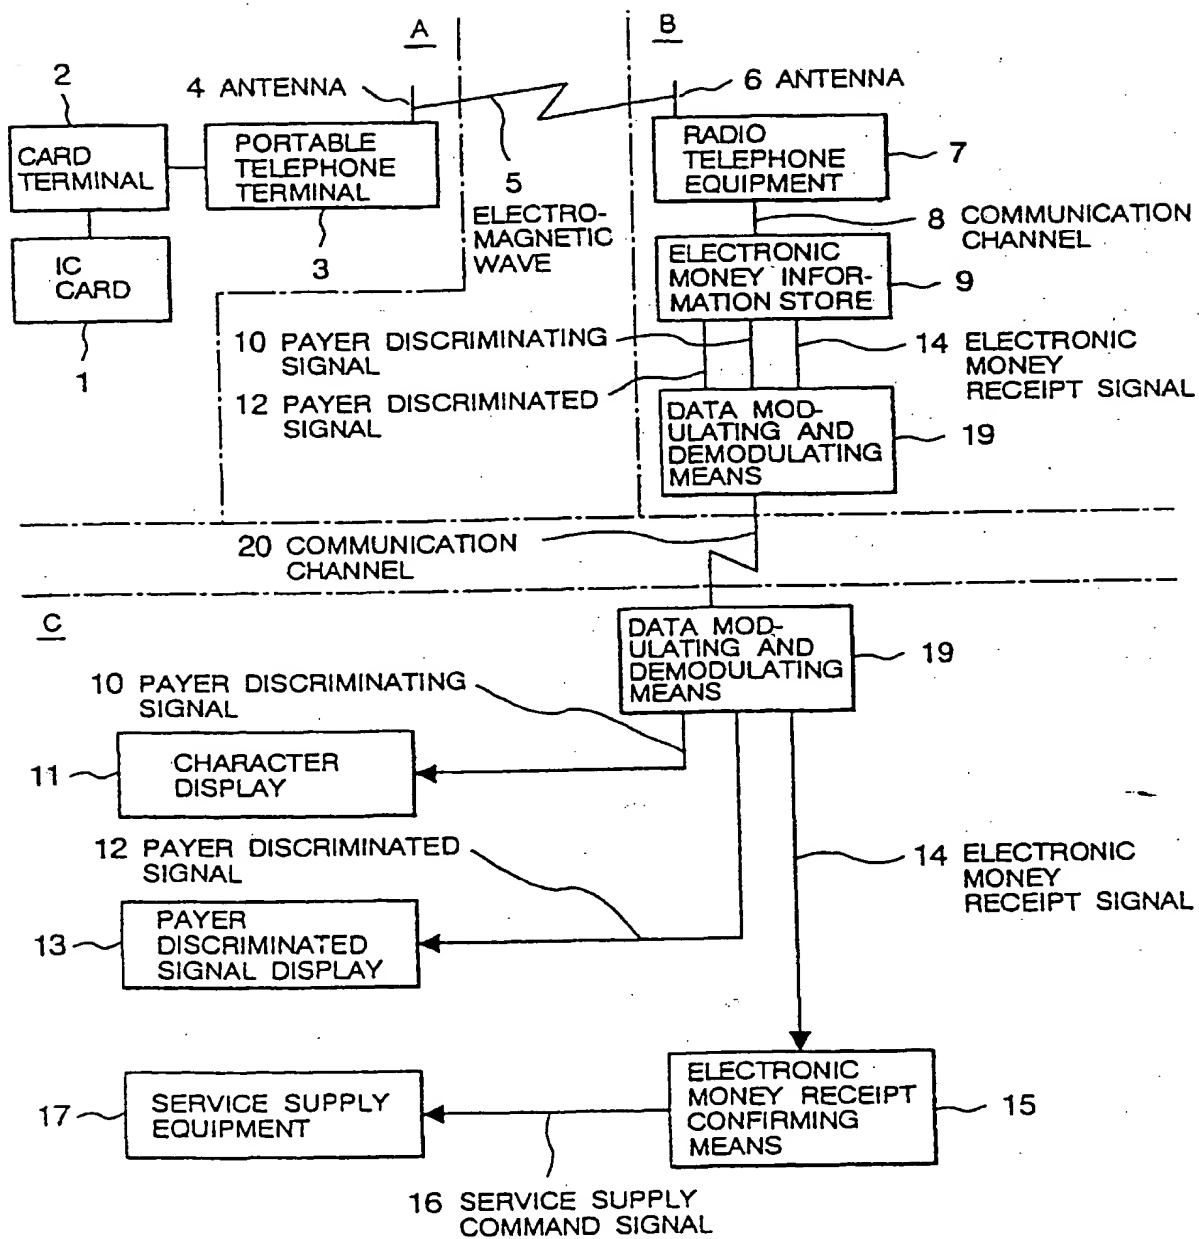 A
B
2
4 ANTENNA
6 ANTENNA
CARD
TERMINAL
PORTABLE
TELEPHONE
TERMINAL
RADIO
TELEPHONE
EQUIPMENT
7
5
ELECTRO-
MAGNETIC
WAVE
8 COMMUNICATION
CHANNEL
IC
CARD
3
1
ELECTRONIC
MONEY INFOR-
MATION STORE
9
10 PAYER DISCRIMINATING
SIGNAL
14 ELECTRONIC
MONEY
RECEIPT SIGNAL
12 PAYER DISCRIMINATED
SIGNAL
DATA MOD-
ULATING AND
DEMODULATING
MEANS
19
20 COMMUNICATION
CHANNEL
C
DATA MOD-
ULATING AND
DEMODULATING
MEANS
19
10 PAYER DISCRIMINATING
SIGNAL
11
CHARACTER
DISPLAY
12 PAYER DISCRIMINATED
SIGNAL
14 ELECTRONIC
MONEY
RECEIPT SIGNAL
13
PAYER
DISCRIMINATED
SIGNAL DISPLAY
ELECTRONIC
MONEY RECEIPT
CONFIRMING
MEANS
15
17
SERVICE SUPPLY
EQUIPMENT
16 SERVICE SUPPLY
COMMAND SIGNAL